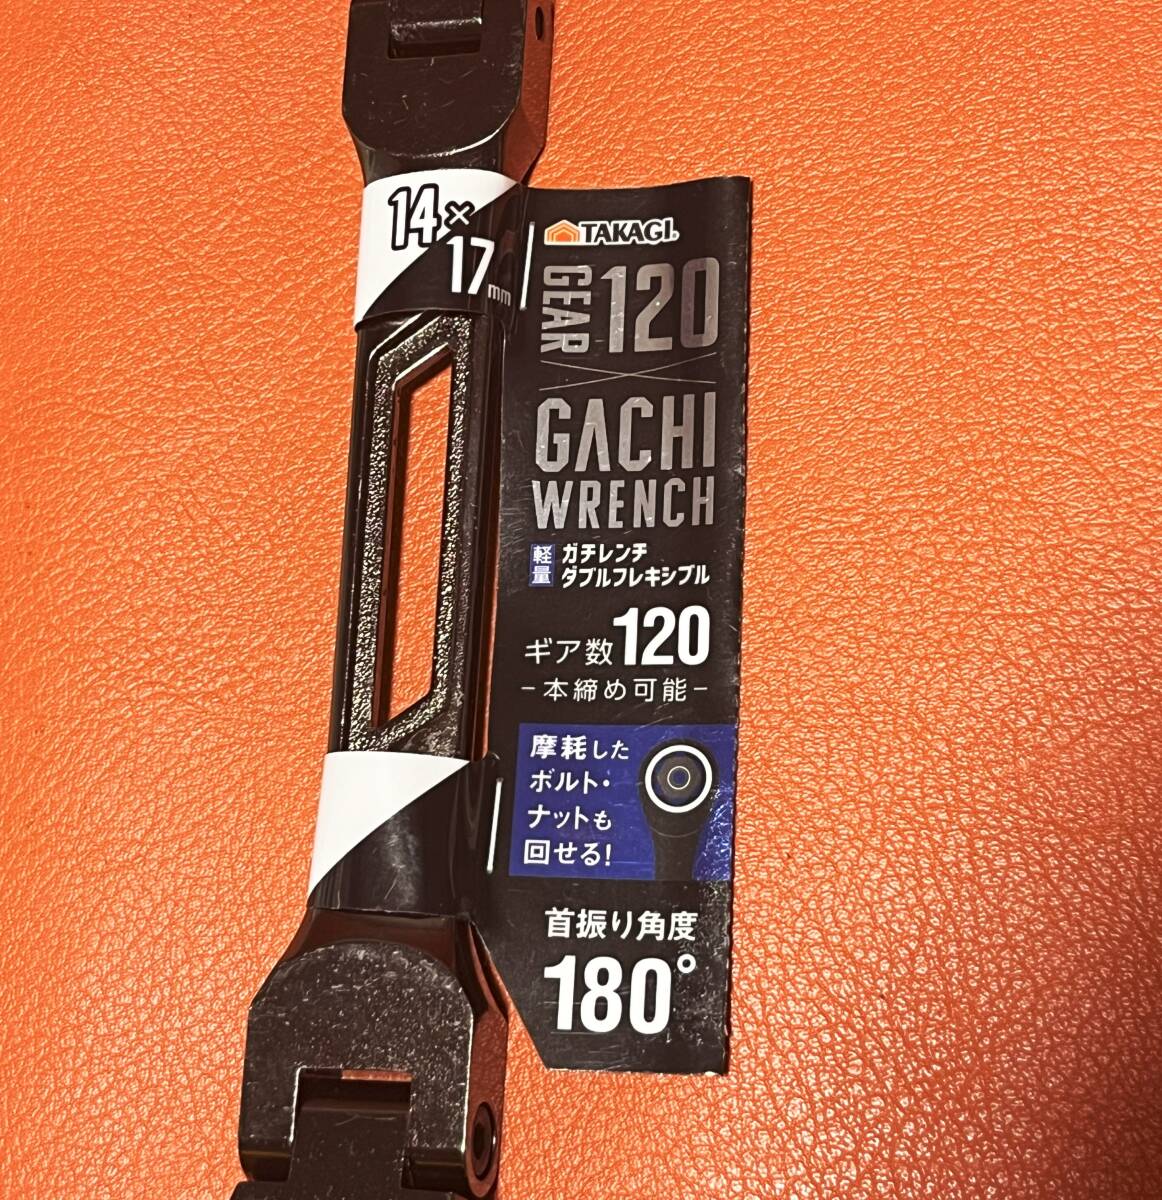 14×
17mm
TAKAGI.
GEAR 120
GACHI
WRENCH
軽量 ガチレンチ
ダブルフレキシブル
ギア数120
-本締め可能-
摩耗した
ボルト・
ナットも
回せる!
首振り角度
180°